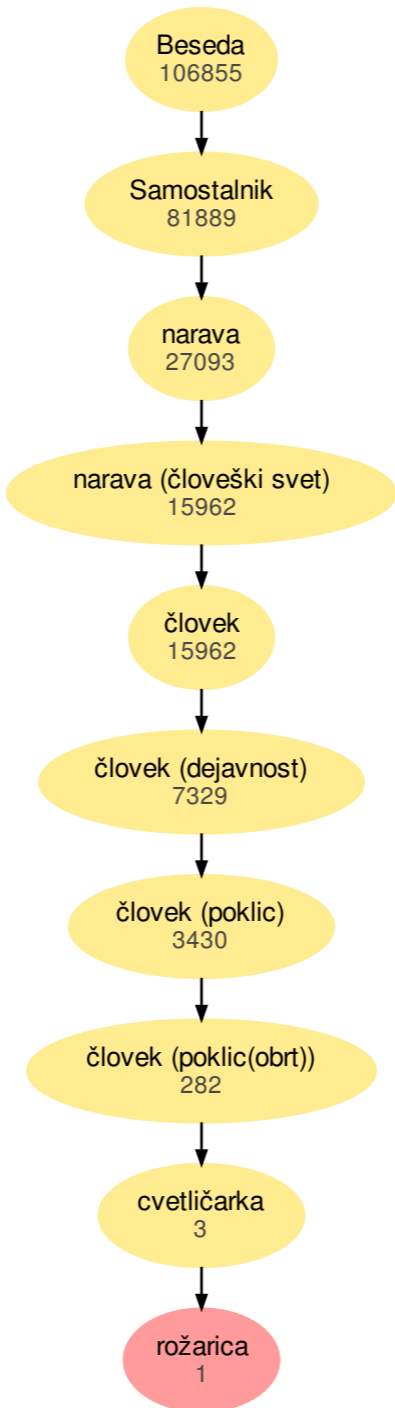 Beseda
106855
Samostalnik
81889
narava
27093
narava (človeški svet)
15962
človek
15962
človek (dejavnost)
7329
človek (poklic)
3430
človek (poklic(obrt))
282
cvetličarka
3
rožarica
1